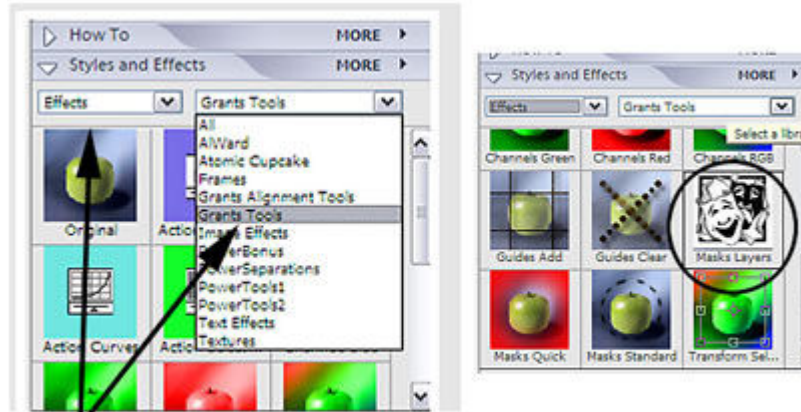 How To MORE
Styles and Effects MORE
Effects Grants Tools
All
AlWard
Atomic Cupcake
Frames
Grants Alignment Tools
Grants Tools
Image Effects
PowerBonus
PowerSeparations
PowerTools1
PowerTools2
Text Effects
Textures
Original
Action Curves
Styles and Effects MORE
Effects Grants Tools
Select a libr
Channels Green Channels Red Channels RGB
Guides Add Guides Clear Masks Layers
Masks Quick Masks Standard Transform Sel...